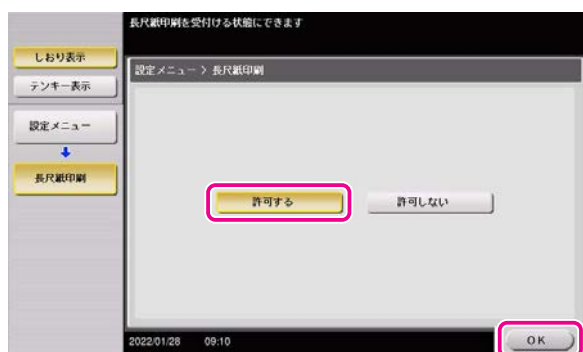 長尺紙印刷を受付ける状態にできます
しおり表示
テンキー表示
設定メニュー
長尺紙印刷
設定メニュー > 長尺紙印刷
許可する
許可しない
2022/01/28 09:10
OK